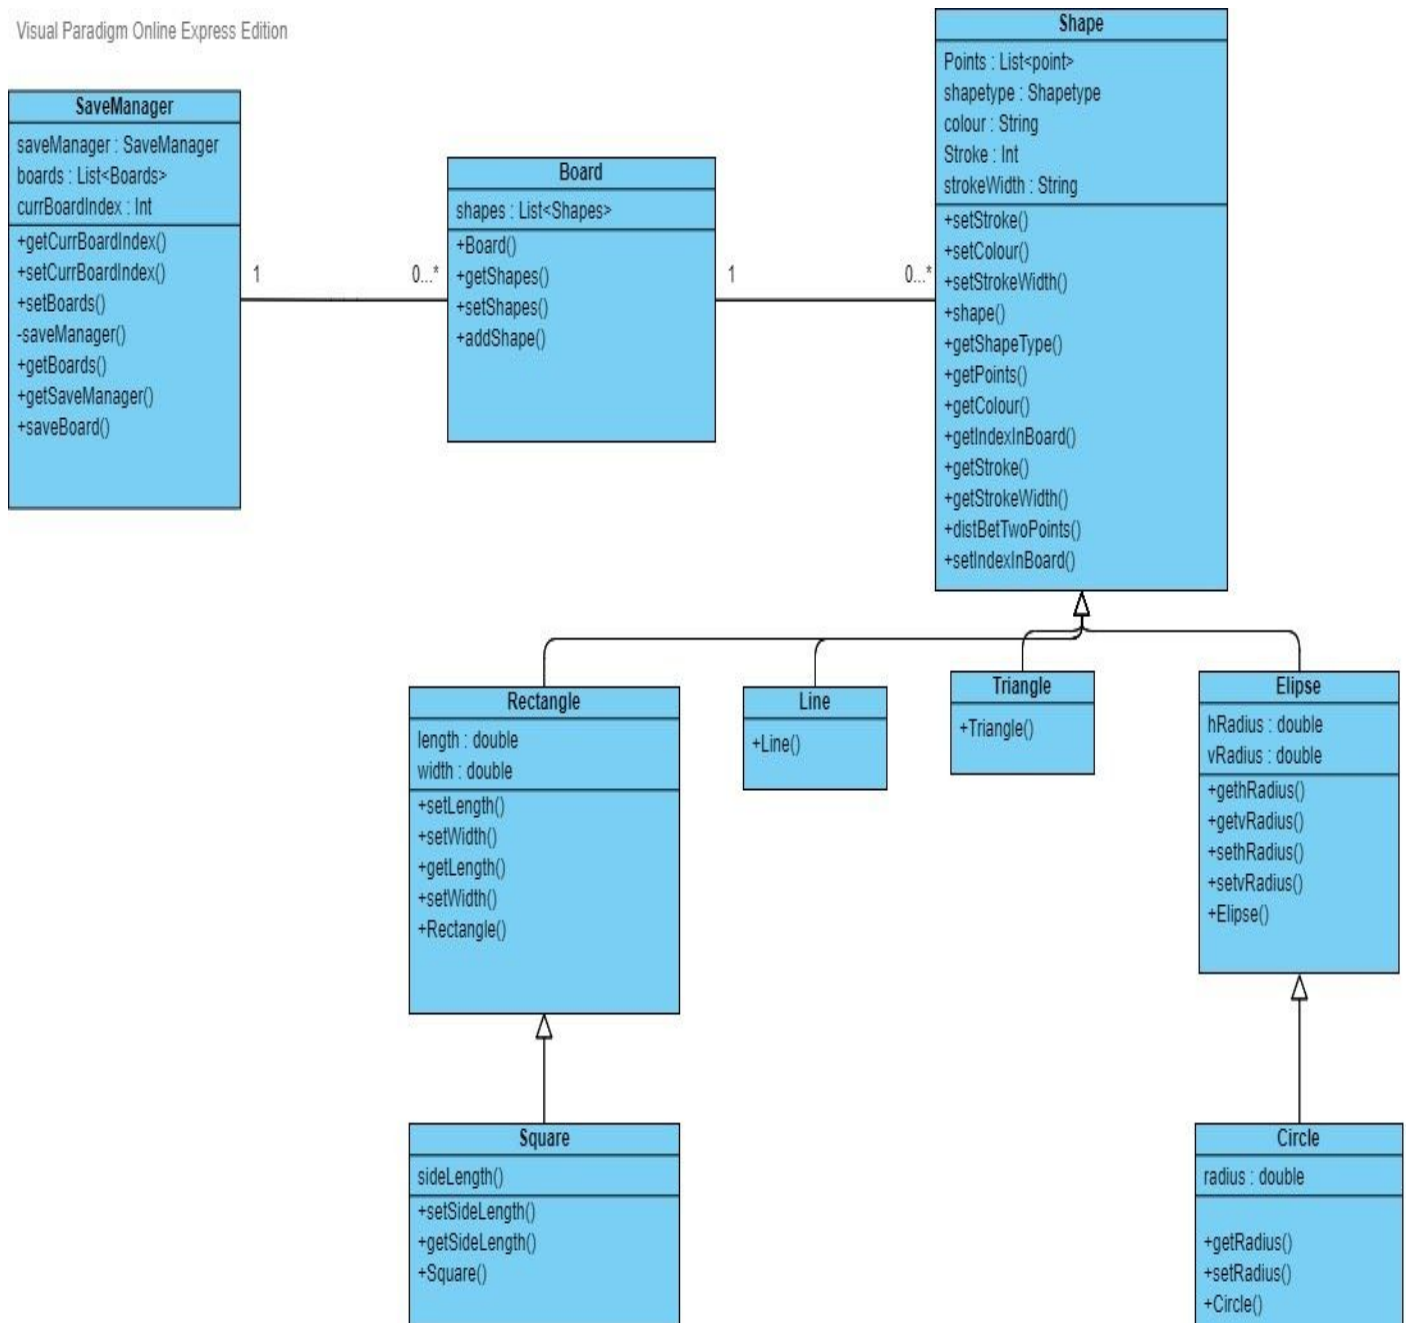 Visual Paradigm Online Express Edition
SaveManager
saveManager : SaveManager
boards : List<Boards>
currBoardIndex : Int
+getCurrBoardIndex()
+setCurrBoardIndex()
+setBoards()
-saveManager()
+getBoards()
+getSaveManager()
+saveBoard()
1
0...*
Board
shapes : List<Shapes>
+Board()
+getShapes()
+setShapes()
+addShape()
1
0...*
Shape
Points : List<point>
shapetype : Shapetype
colour : String
Stroke : Int
strokeWidth : String
+setStroke()
+setColour()
+setStrokeWidth()
+shape()
+getShapeType()
+getPoints()
+getColour()
+getIndexInBoard()
+getStroke()
+getStrokeWidth()
+distBetTwoPoints()
+setIndexInBoard()
Rectangle
length : double
width : double
+setLength()
+setWidth()
+getLength()
+setWidth()
+Rectangle()
Line
+Line()
Triangle
+Triangle()
Elipse
hRadius : double
vRadius : double
+gethRadius()
+getvRadius()
+sethRadius()
+setvRadius()
+Elipse()
Square
sideLength()
+setSideLength()
+getSideLength()
+Square()
Circle
radius : double
+getRadius()
+setRadius()
+Circle()